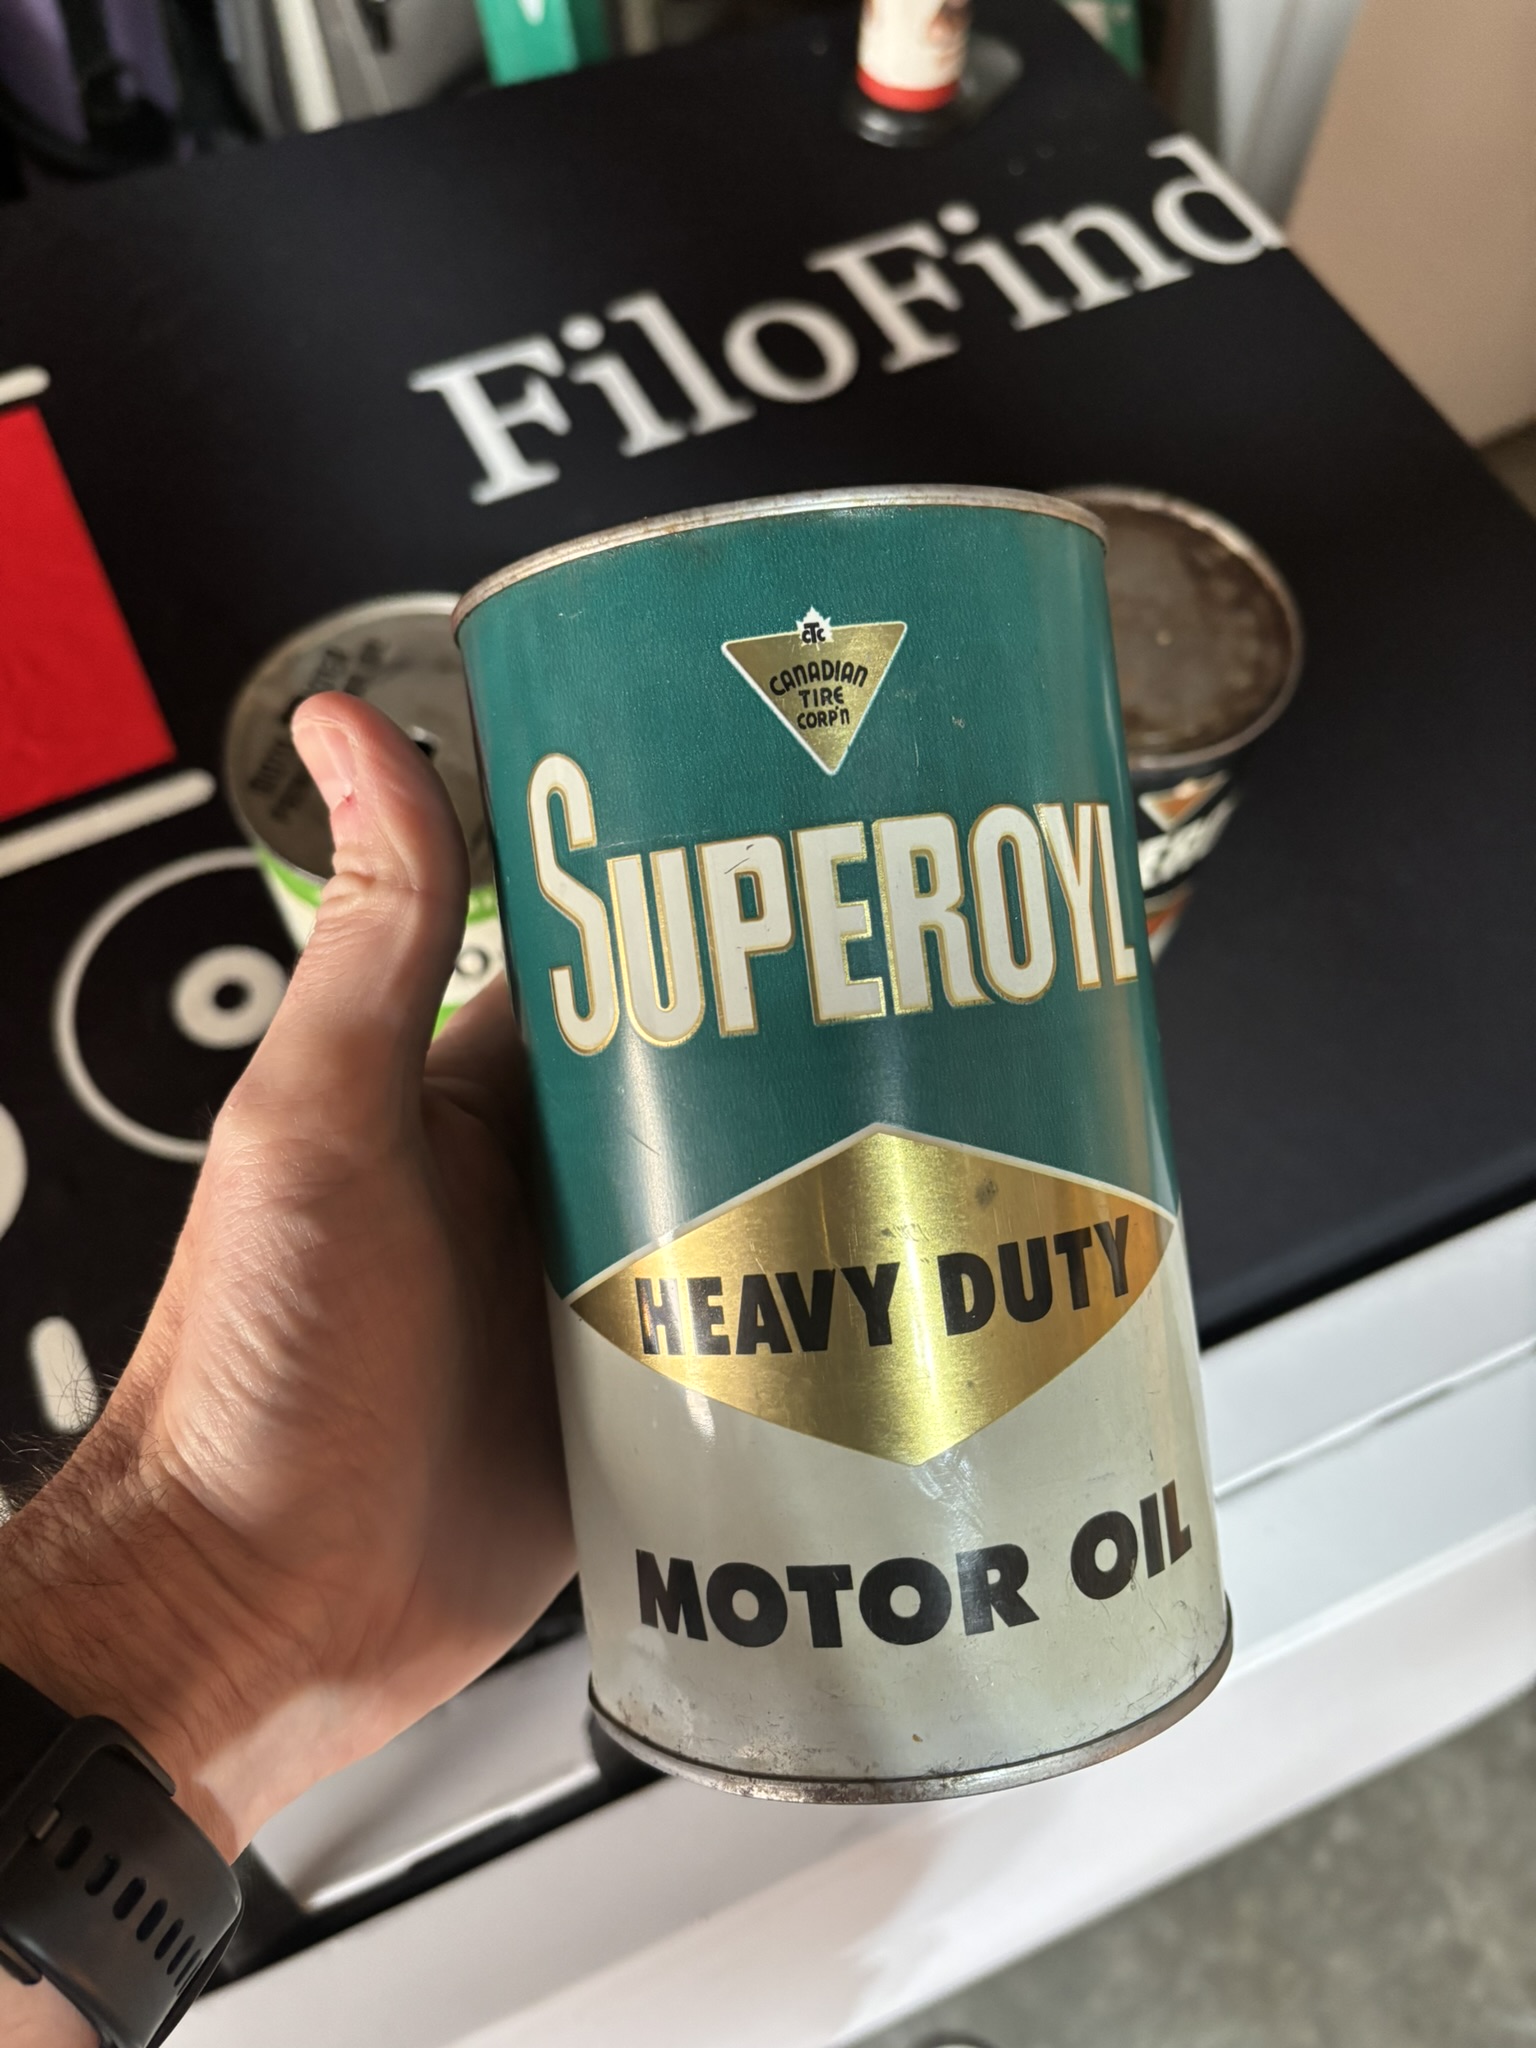 FiloFind
CTC
CANADIAN
TIRE
CORP'N
SUPEROYL
HEAVY DUTY
MOTOR OIL